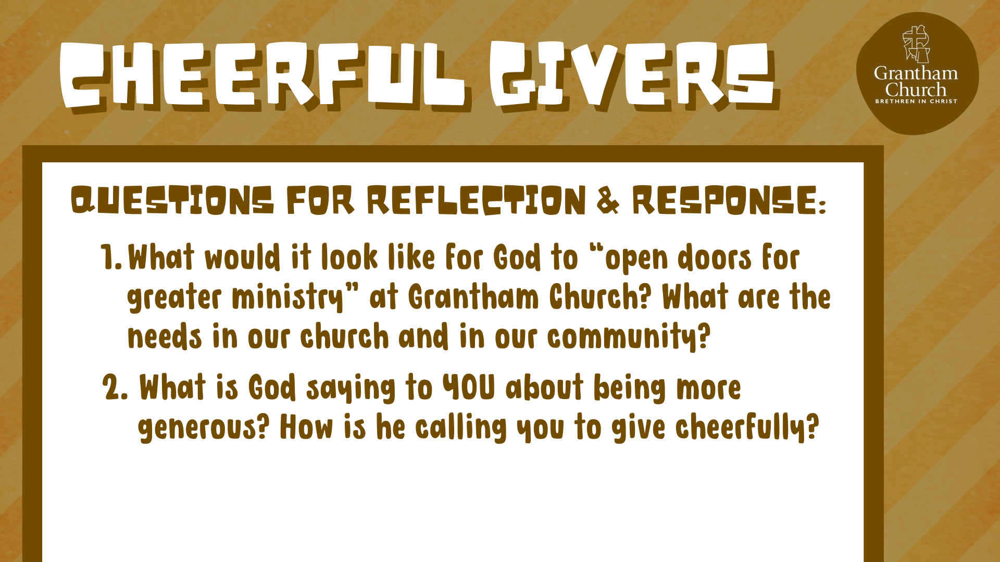 CHEERFUL GIVERS
Grantham
Church
BRETHREN IN CHRIST
QUESTIONS FOR REFLECTION & RESPONSE:
1. What would it look like for God to “open doors for
greater ministry” at Grantham Church? What are the
needs in our church and in our community?
2. What is God saying to YOU about being more
generous? How is he calling you to give cheerfully?